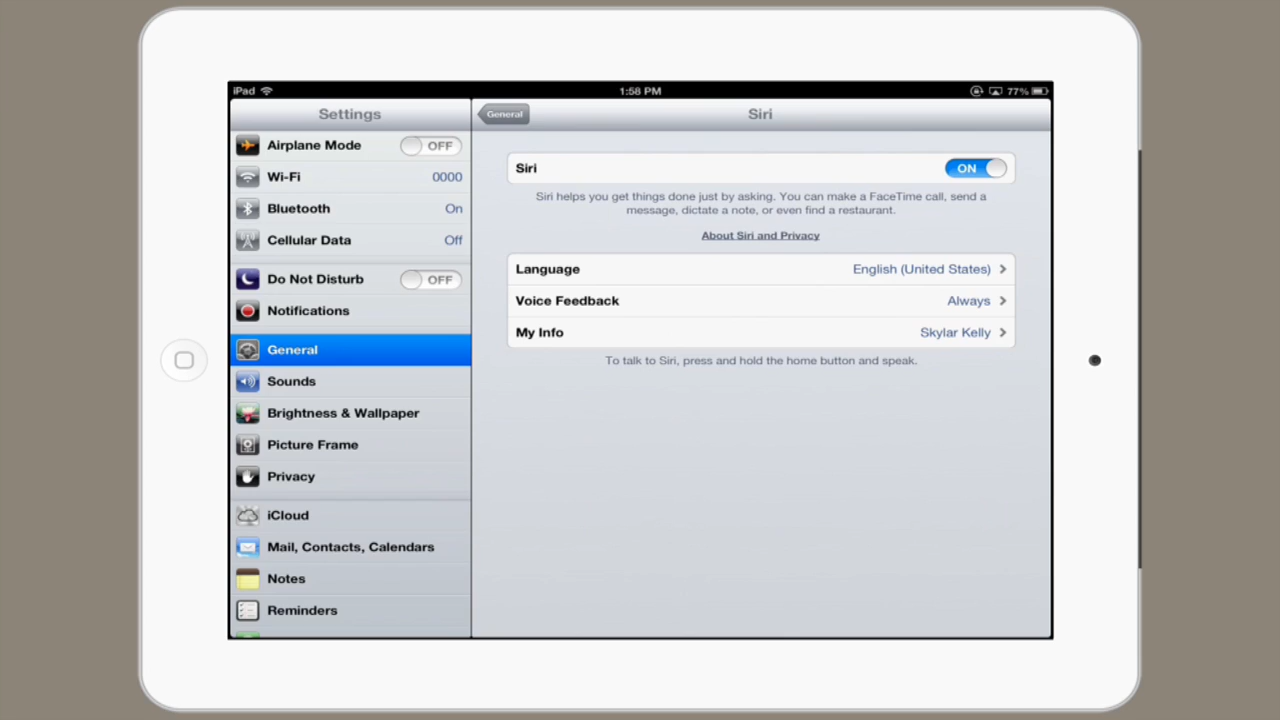 iPad 1:58 PM 77%
Settings
General Siri
Airplane Mode OFF
Wi-Fi 0000
Bluetooth On
Cellular Data Off
Do Not Disturb OFF
Notifications
General
Sounds
Brightness & Wallpaper
Picture Frame
Privacy
iCloud
Mail, Contacts, Calendars
Notes
Reminders
Siri ON
Siri helps you get things done just by asking. You can make a FaceTime call, send a
message, dictate a note, or even find a restaurant.
About Siri and Privacy
Language English (United States)
Voice Feedback Always
My Info Skylar Kelly
To talk to Siri, press and hold the home button and speak.